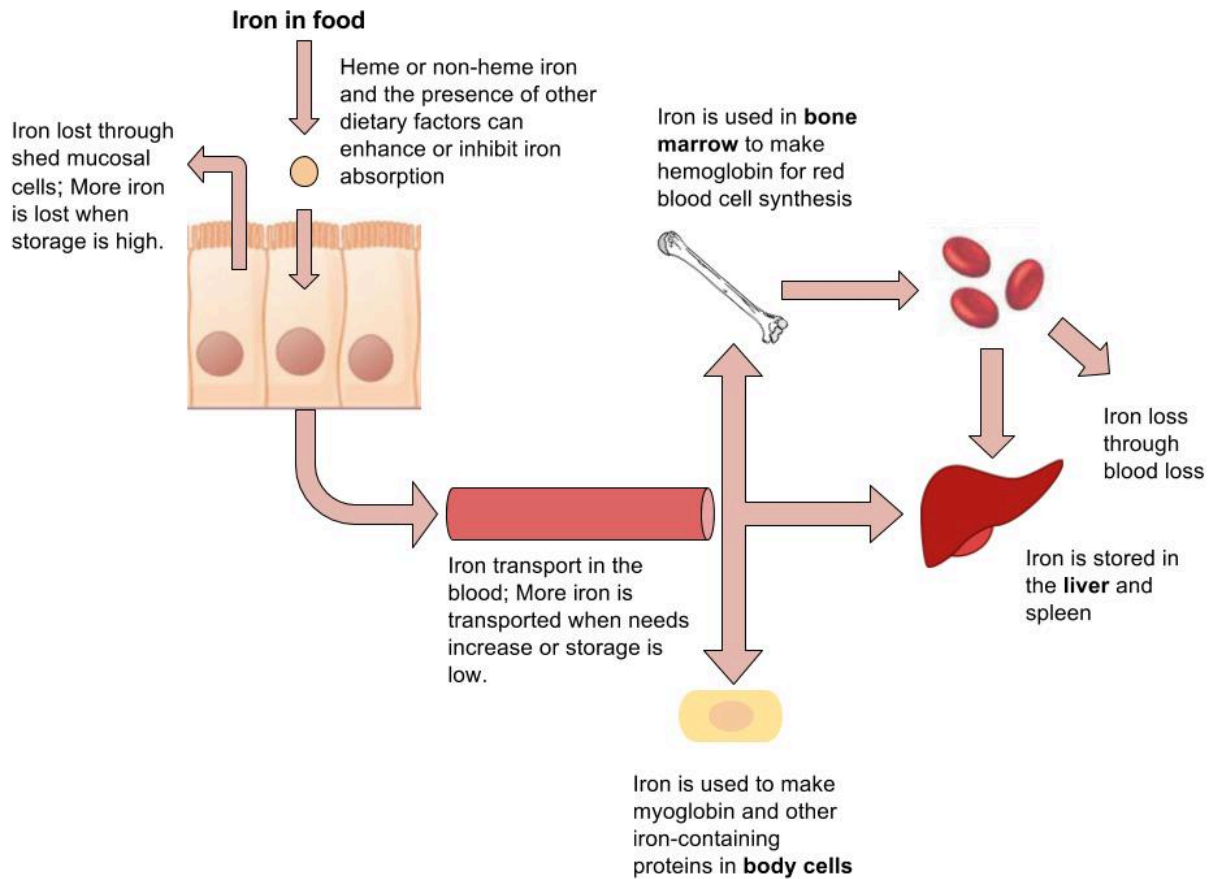 Iron in food
Heme or non-heme iron
and the presence of other
dietary factors can
enhance or inhibit iron
absorption
Iron lost through
shed mucosal
cells; More iron
is lost when
storage is high.
Iron is used in bone
marrow to make
hemoglobin for red
blood cell synthesis
Iron loss
through
blood loss
Iron transport in the
blood; More iron is
transported when needs
increase or storage is
low.
Iron is stored in
the liver and
spleen
Iron is used to make
myoglobin and other
iron-containing
proteins in body cells